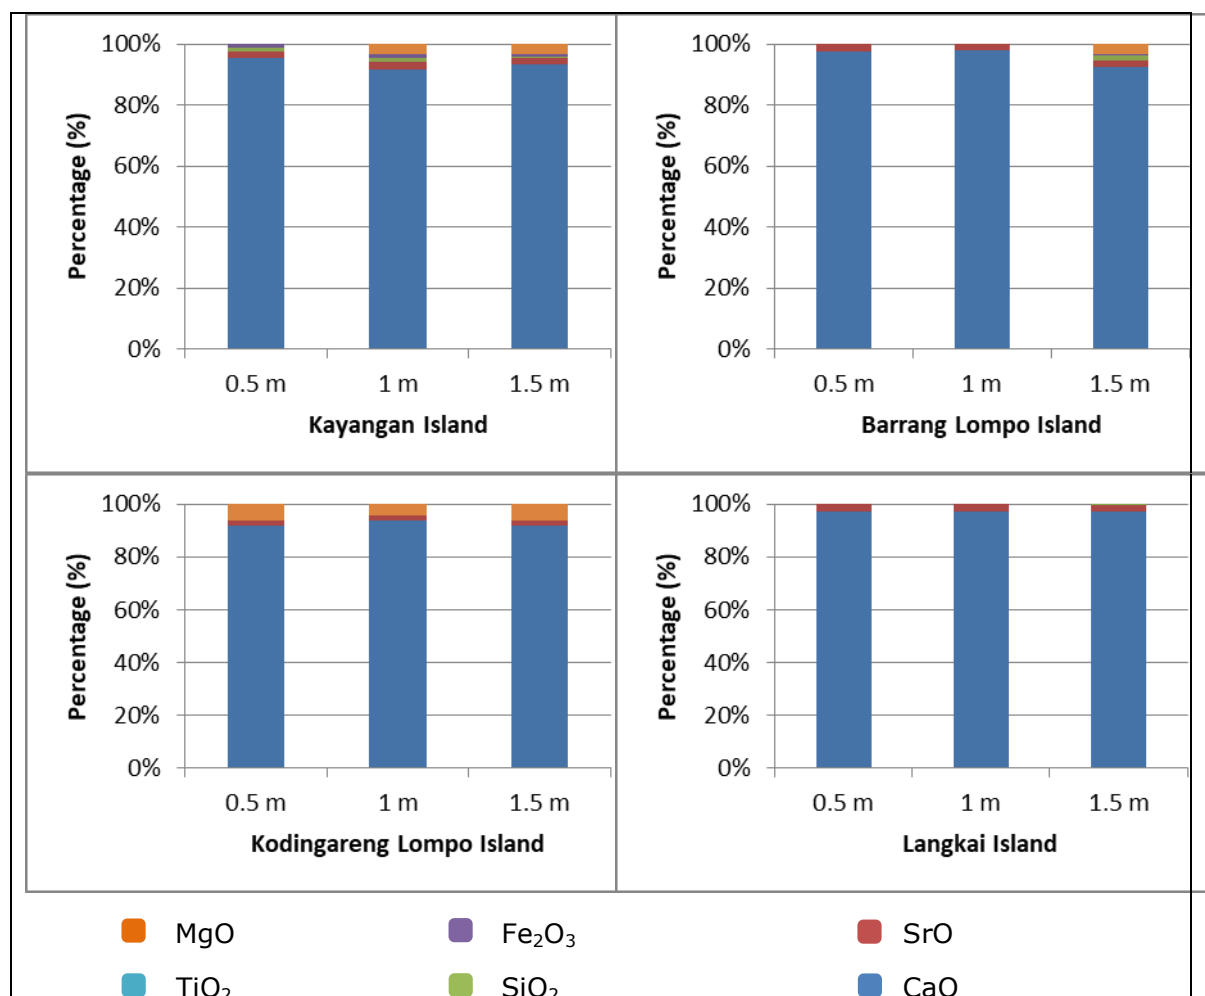 100%
80%
60%
40%
20%
0%
Percentage (%)
0.5 m 1 m 1.5 m
Kayangan Island
100%
80%
60%
40%
20%
0%
Percentage (%)
0.5 m 1 m 1.5 m
Barrang Lompo Island
100%
80%
60%
40%
20%
0%
Percentage (%)
0.5 m 1 m 1.5 m
Kodingareng Lompo Island
100%
80%
60%
40%
20%
0%
Percentage (%)
0.5 m 1 m 1.5 m
Langkai Island
MgO Fe₂O₃ SrO
TiO₂ SiO₂ CaO